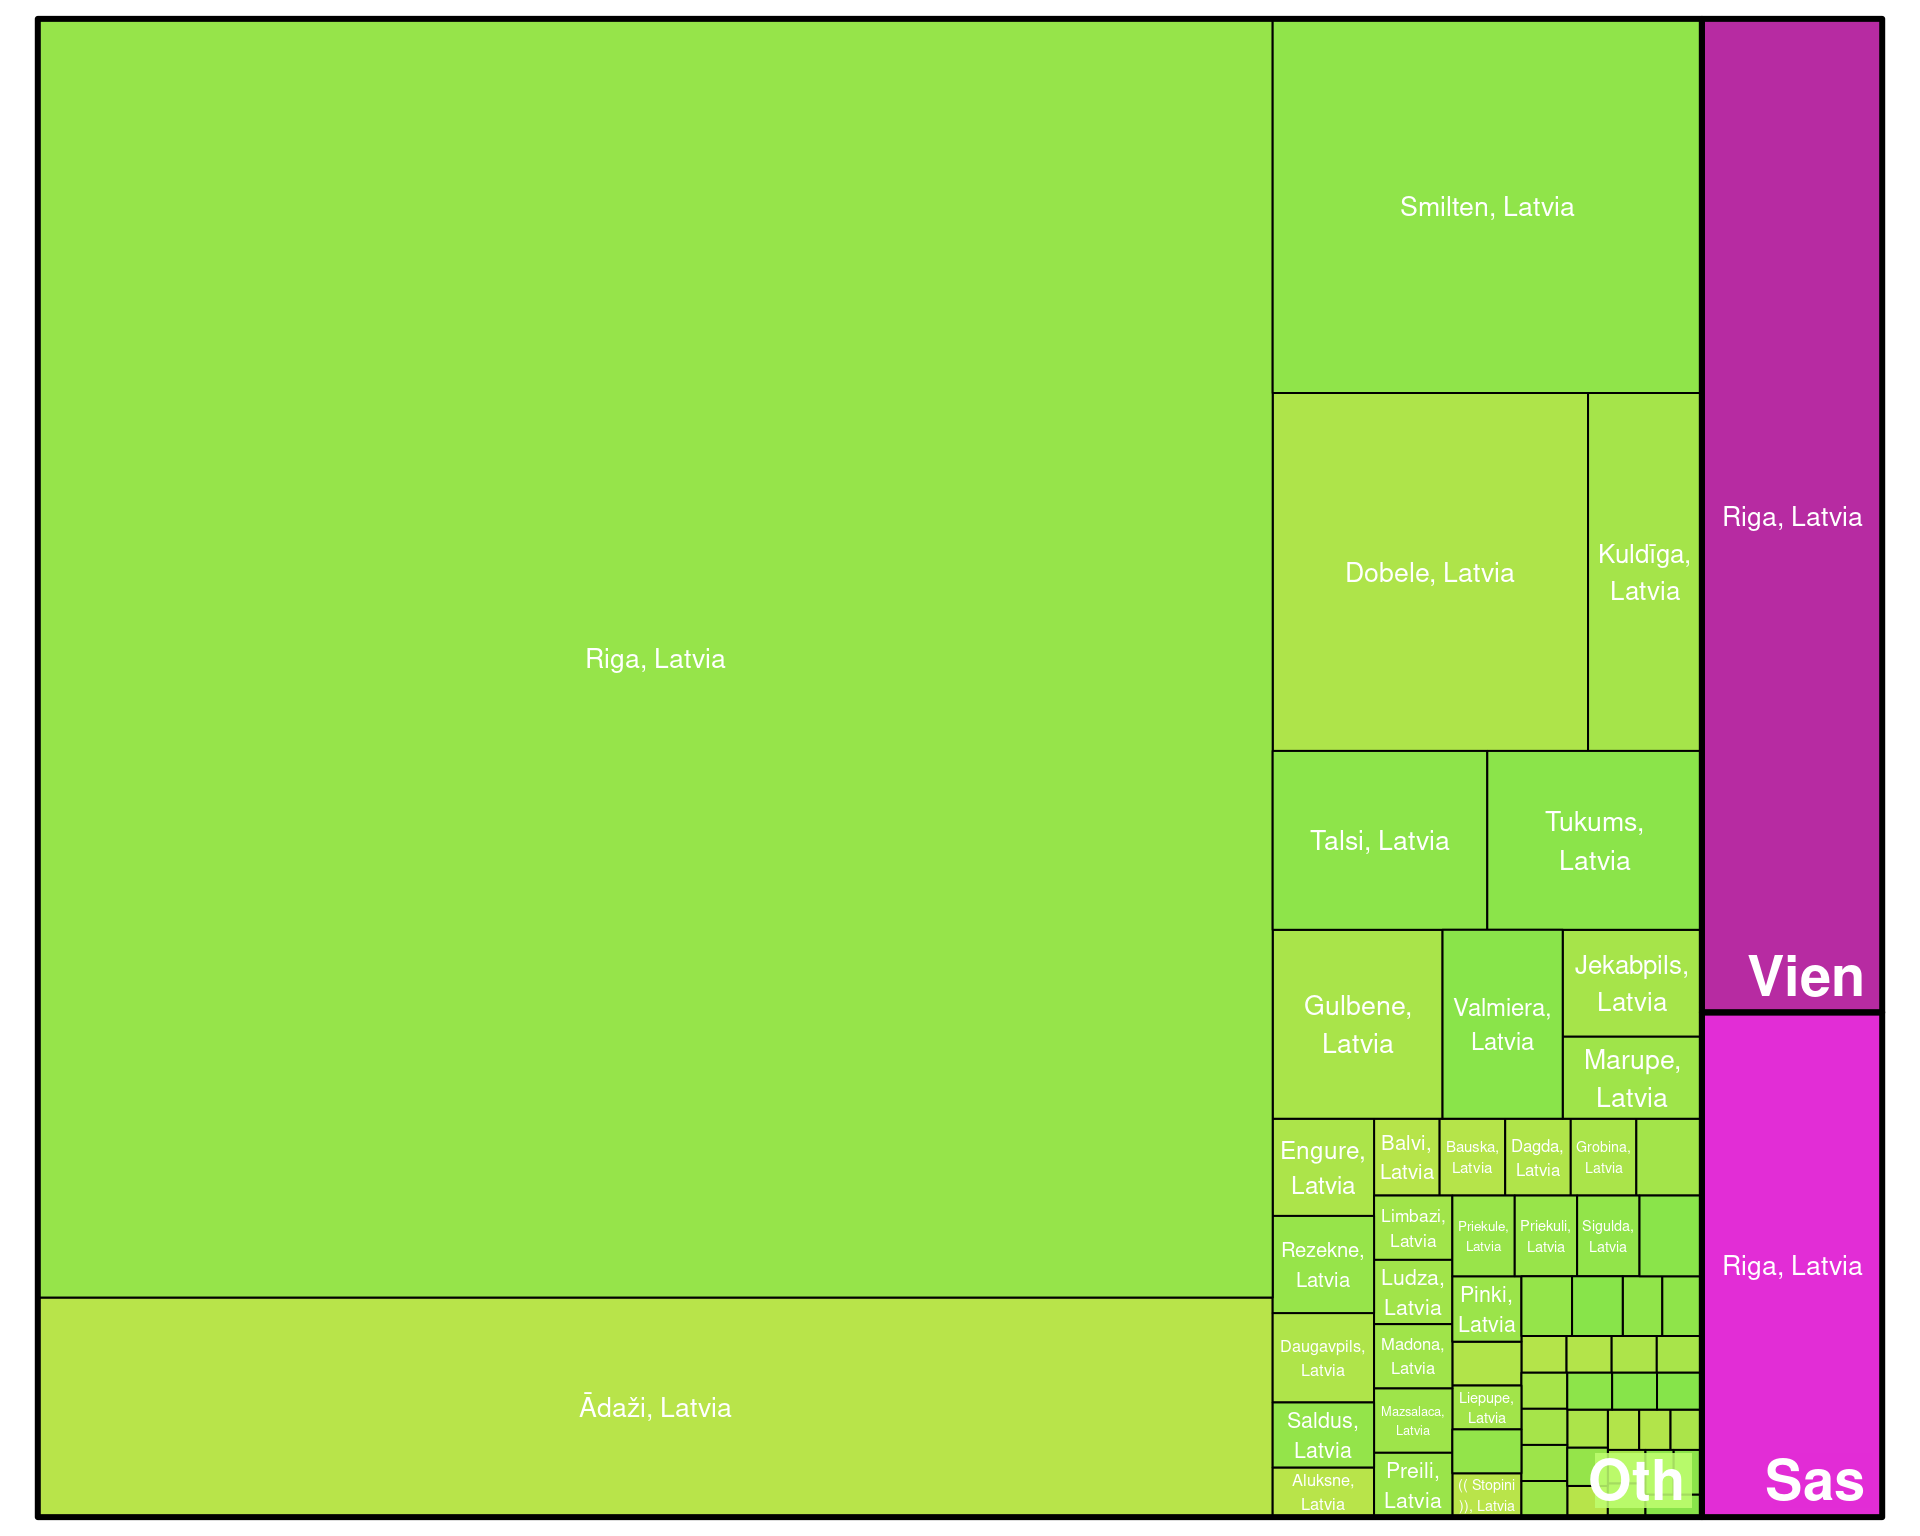 Riga, Latvia
Ādaži, Latvia
Smilten, Latvia
Dobele, Latvia
Kuldīga,
Latvia
Talsi, Latvia
Tukums,
Latvia
Gulbene,
Latvia
Valmiera,
Latvia
Jekabpils,
Latvia
Marupe,
Latvia
Engure,
Latvia
Rezekne,
Latvia
Daugavpils,
Latvia
Saldus,
Latvia
Aluksne,
Latvia
Balvi,
Latvia
Bauska,
Latvia
Dagda,
Latvia
Grobina,
Latvia
Limbazi,
Latvia
Ludza,
Latvia
Madona,
Latvia
Mazsalaca,
Latvia
Preili,
Latvia
Priekule,
Latvia
Priekuli,
Latvia
Sigulda,
Latvia
Pinki,
Latvia
Liepupe,
Latvia
(( Stopini
)), Latvia
Oth
Riga, Latvia
Vien
Riga, Latvia
Sas